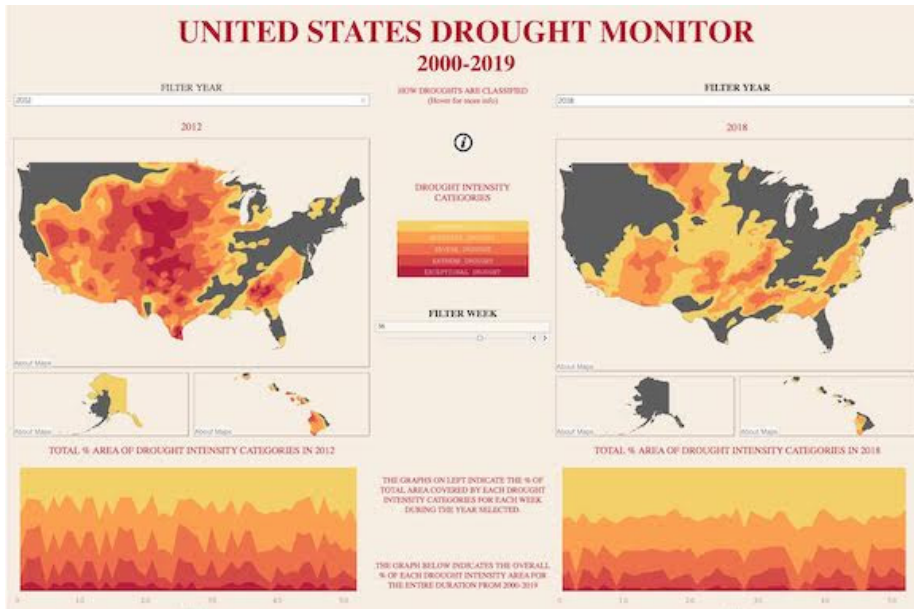 UNITED STATES DROUGHT MONITOR
2000-2019
FILTER YEAR
2012
HOW DROUGHTS ARE CLASSIFIED
(Hover for more info)
FILTER YEAR
2018
2012
i
2018
DROUGHT INTENSITY
CATEGORIES
SEVERE DROUGHT
EXTREME DROUGHT
EXCEPTIONAL DROUGHT
FILTER WEEK
About Maps
About Maps
About Maps
About Maps
About Maps
About Maps
TOTAL % AREA OF DROUGHT INTENSITY CATEGORIES IN 2012
TOTAL % AREA OF DROUGHT INTENSITY CATEGORIES IN 2018
THE GRAPHS ON LEFT INDICATE THE % OF
TOTAL AREA COVERED BY EACH DROUGHT
INTENSITY CATEGORIES FOR EACH WEEK
DURING THE YEAR SELECTED.
THE GRAPH BELOW INDICATES THE OVERALL
% OF EACH DROUGHT INTENSITY AREA FOR
THE ENTIRE DURATION FROM 2000-2019